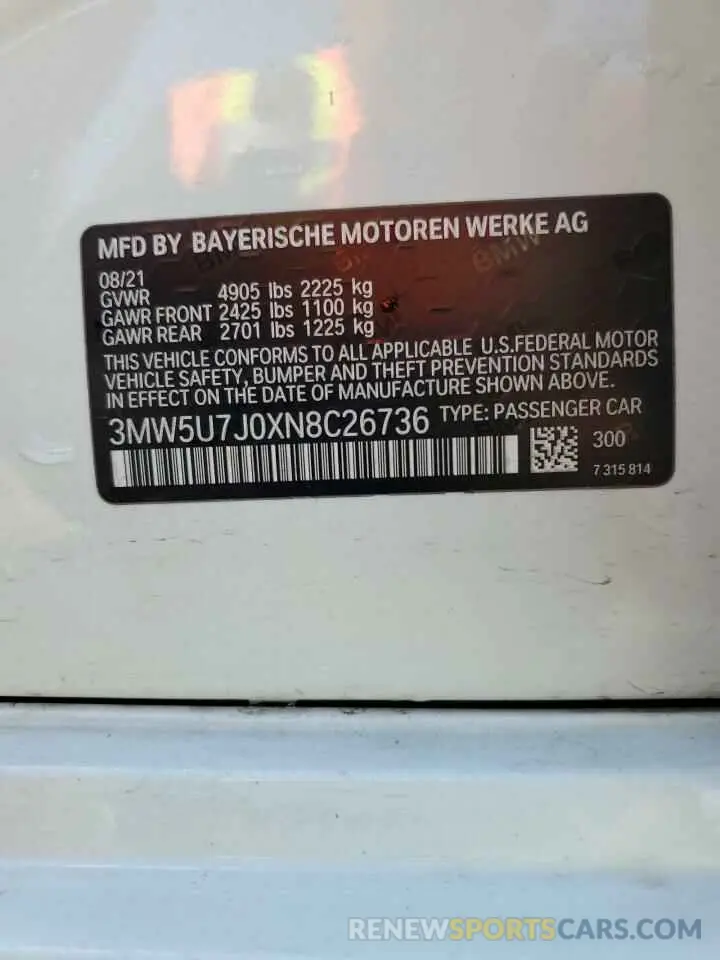 MFD BY BAYERISCHE MOTOREN WERKE AG
08/21
GVWR 4905 lbs 2225 kg
GAWR FRONT 2425 lbs 1100 kg
GAWR REAR 2701 lbs 1225 kg
THIS VEHICLE CONFORMS TO ALL APPLICABLE U.S.FEDERAL MOTOR
VEHICLE SAFETY, BUMPER AND THEFT PREVENTION STANDARDS
IN EFFECT ON THE DATE OF MANUFACTURE SHOWN ABOVE.
3MW5U7J0XN8C26736 TYPE: PASSENGER CAR
300
7 315 814
RENEWSPORTSCARS.COM